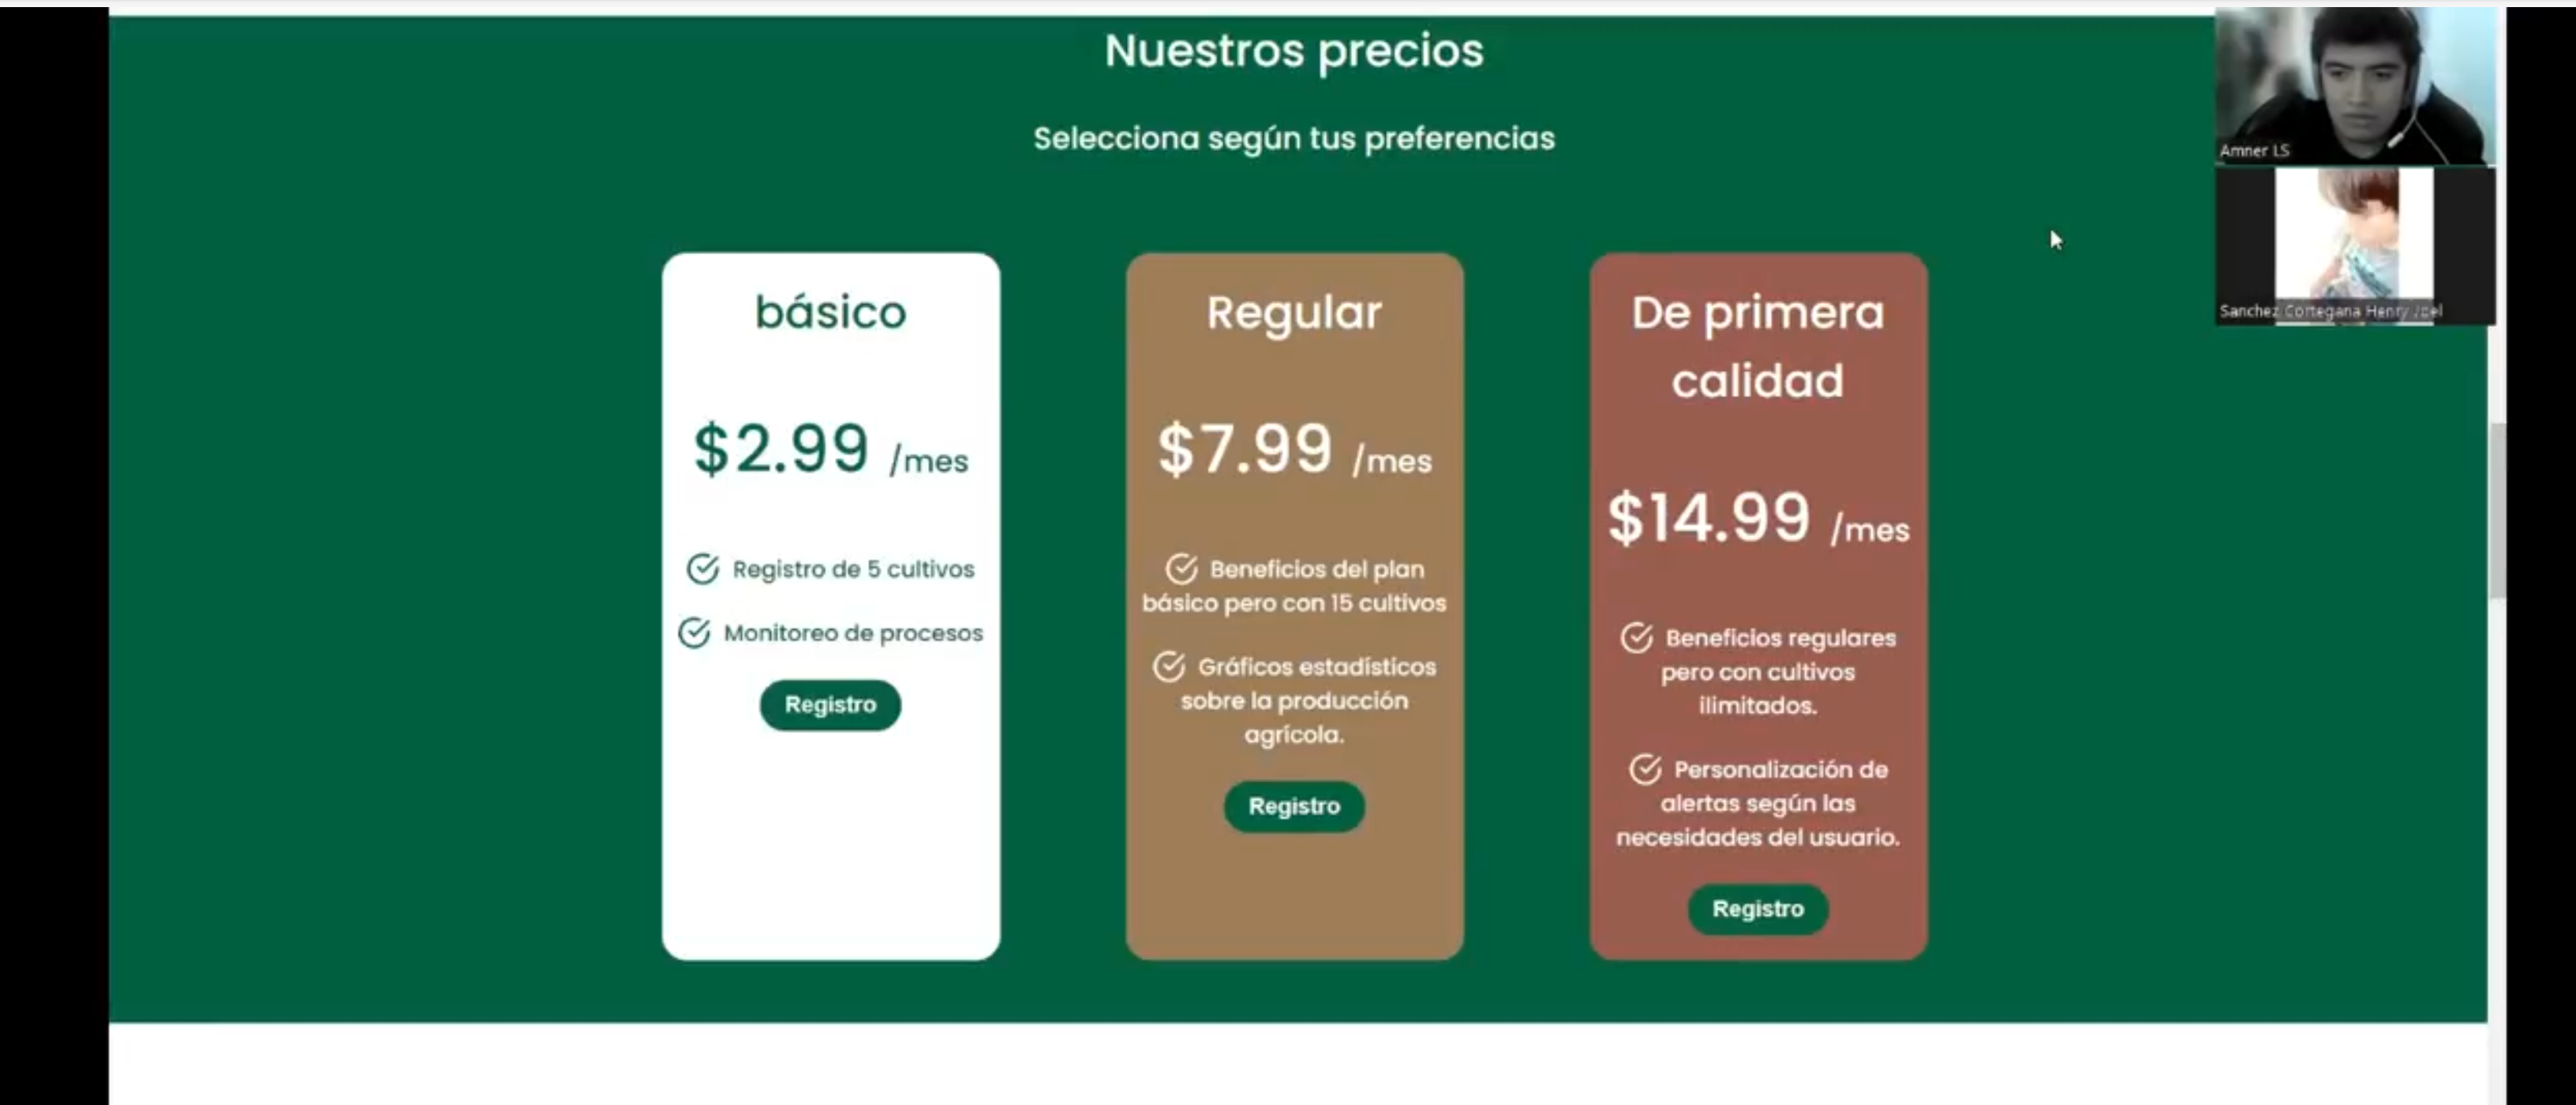 Nuestros precios
Selecciona según tus preferencias
básico
$2.99 /mes
Registro de 5 cultivos
Monitoreo de procesos
Registro
Regular
$7.99 /mes
Beneficios del plan
básico pero con 15 cultivos
Gráficos estadísticos
sobre la producción
agrícola.
Registro
De primera
calidad
$14.99 /mes
Beneficios regulares
pero con cultivos
ilimitados.
Personalización de
alertas según las
necesidades del usuario.
Registro
Amner LS
Sanchez Cortegana Henry Joel